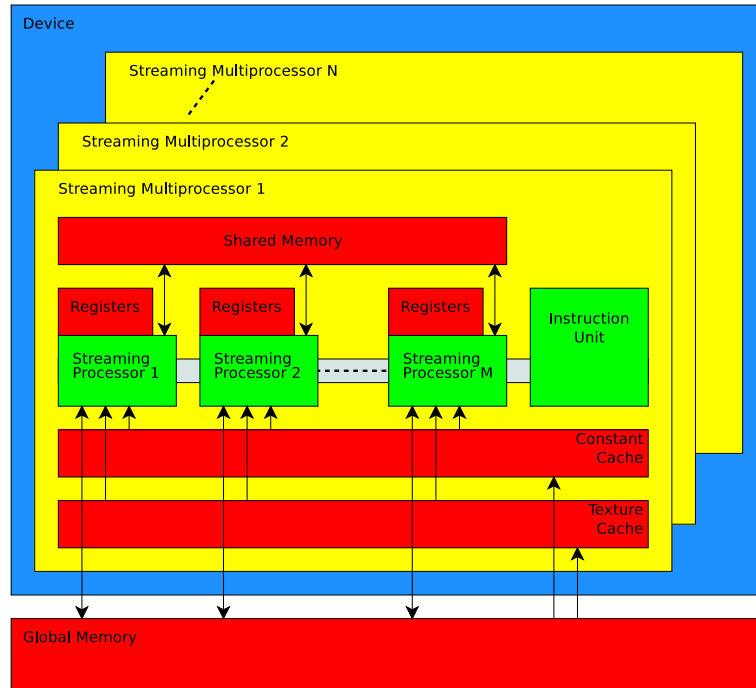 Device
Streaming Multiprocessor N
Streaming Multiprocessor 2
Streaming Multiprocessor 1
Shared Memory
Registers
Registers
Registers
Streaming
Processor 1
Streaming
Processor 2
Streaming
Processor M
Instruction
Unit
Constant
Cache
Texture
Cache
Global Memory